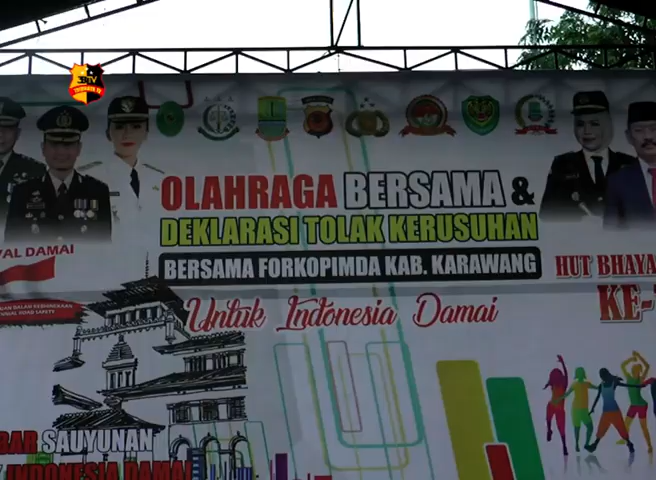 OLAHRAGA BERSAMA &
DEKLARASI TOLAK KERUSUHAN
BERSAMA FORKOPIMDA KAB. KARAWANG
Untuk Indonesia Damai
VAL DAMAI
HUT BHAYA
KE-
BAR SAUYUNAN
INDONESIA DAMAI
TV